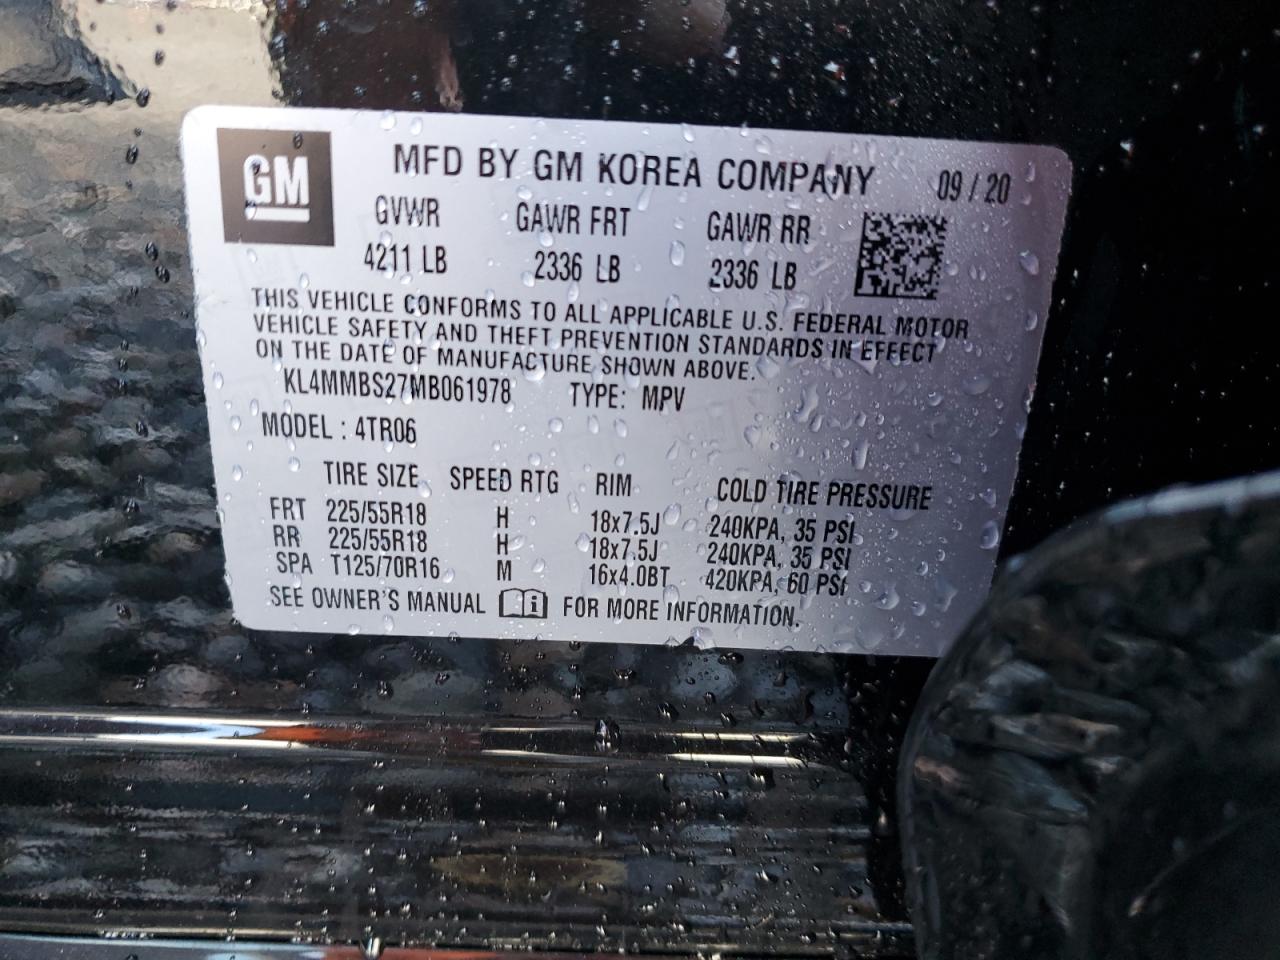 GM
MFD BY GM KOREA COMPANY 09 / 20
GVWR GAWR FRT GAWR RR
4211 LB 2336 LB 2336 LB
THIS VEHICLE CONFORMS TO ALL APPLICABLE U.S. FEDERAL MOTOR
VEHICLE SAFETY AND THEFT PREVENTION STANDARDS IN EFFECT
ON THE DATE OF MANUFACTURE SHOWN ABOVE.
KL4MMBS27MB061978 TYPE: MPV
MODEL : 4TR06
TIRE SIZE SPEED RTG RIM COLD TIRE PRESSURE
FRT 225/55R18 H 18x7.5J 240KPA, 35 PSI
RR 225/55R18 H 18x7.5J 240KPA, 35 PSI
SPA T125/70R16 M 16x4.0BT 420KPA, 60 PSI
SEE OWNER'S MANUAL FOR MORE INFORMATION.